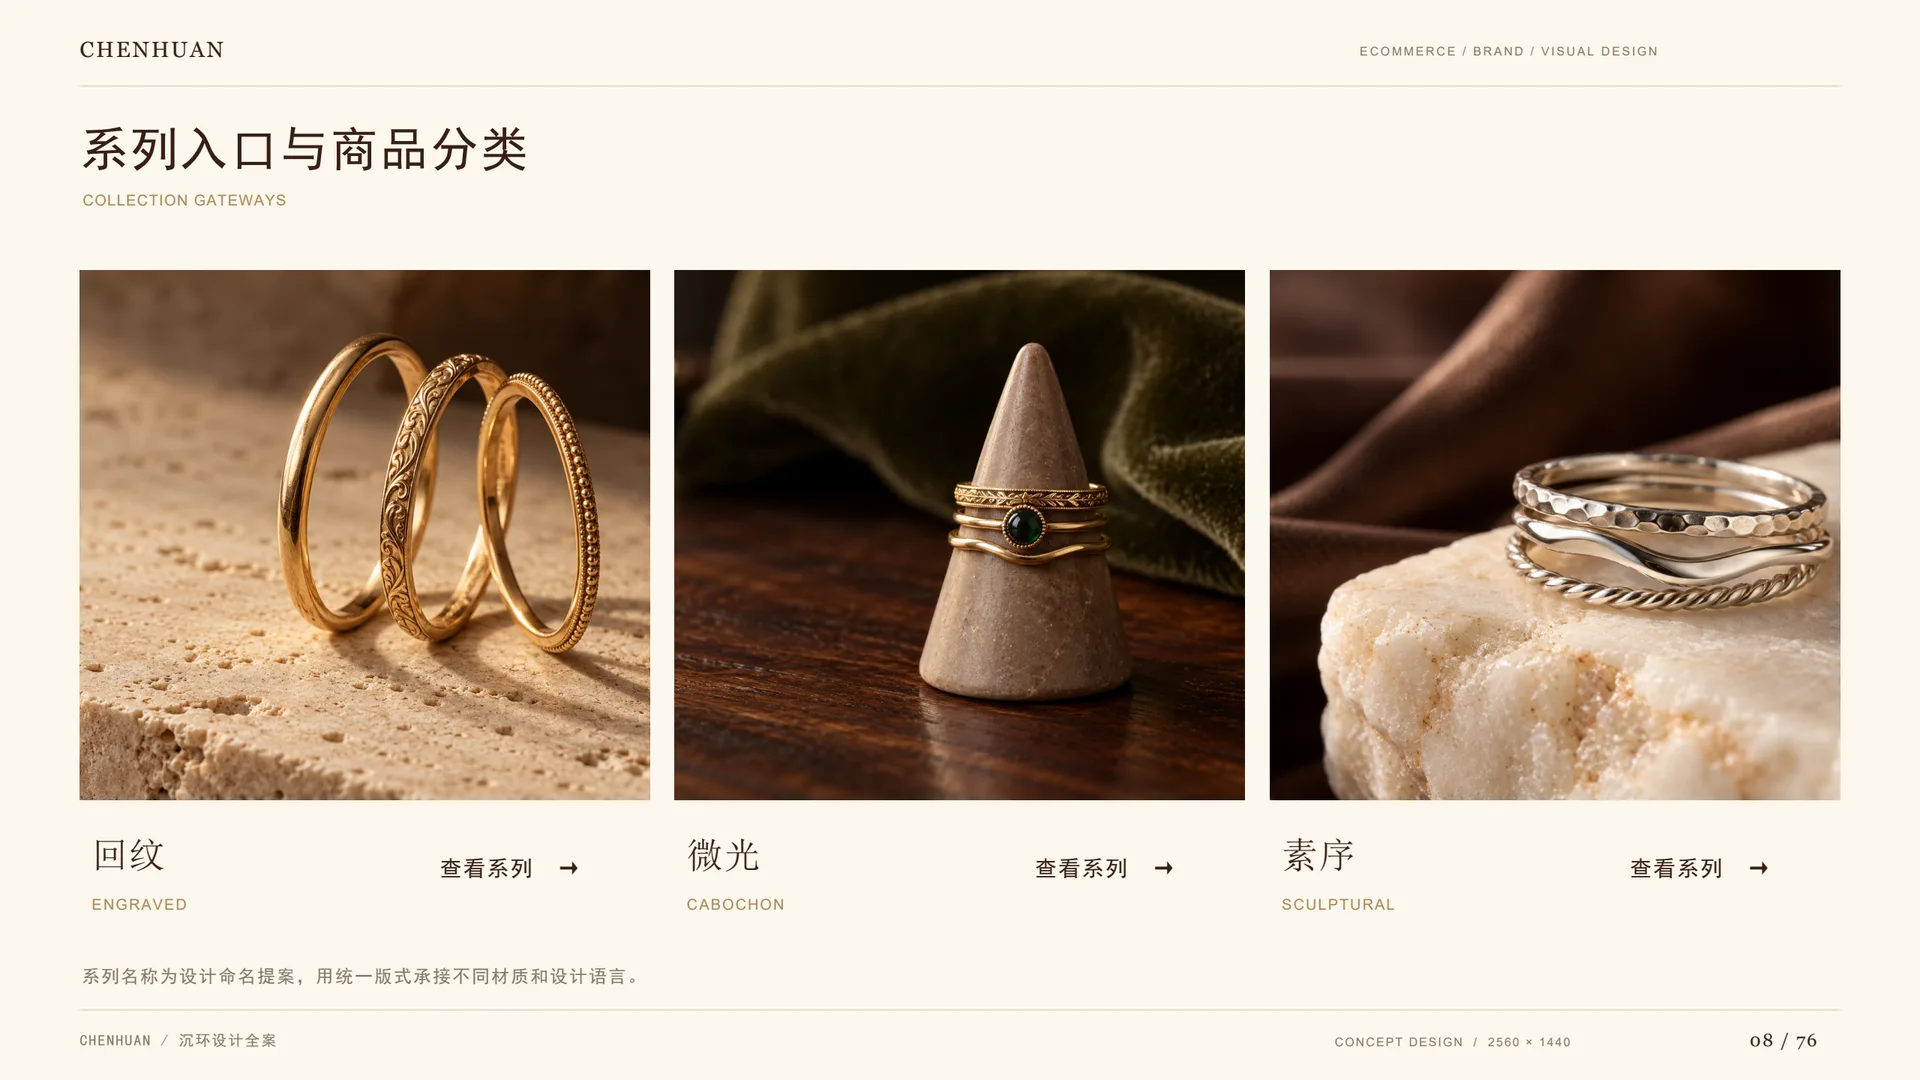 CHENHUAN
ECOMMERCE / BRAND / VISUAL DESIGN
系列入口与商品分类
COLLECTION GATEWAYS
回纹
查看系列 →
ENGRAVED
微光
查看系列 →
CABOCHON
素序
查看系列 →
SCULPTURAL
系列名称为设计命名提案，用统一版式承接不同材质和设计语言。
CHENHUAN / 沉环设计全案
CONCEPT DESIGN / 2560 × 1440
08 / 76